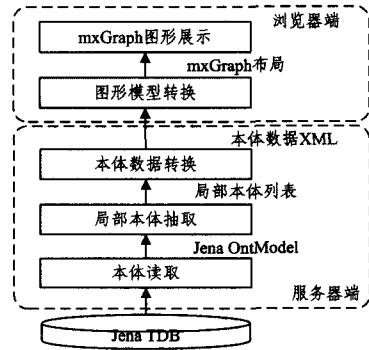 浏览器端
mxGraph图形展示
mxGraph布局
图形模型转换
本体数据XML
本体数据转换
局部本体列表
局部本体抽取
Jena OntModel
本体读取
服务器端
Jena TDB